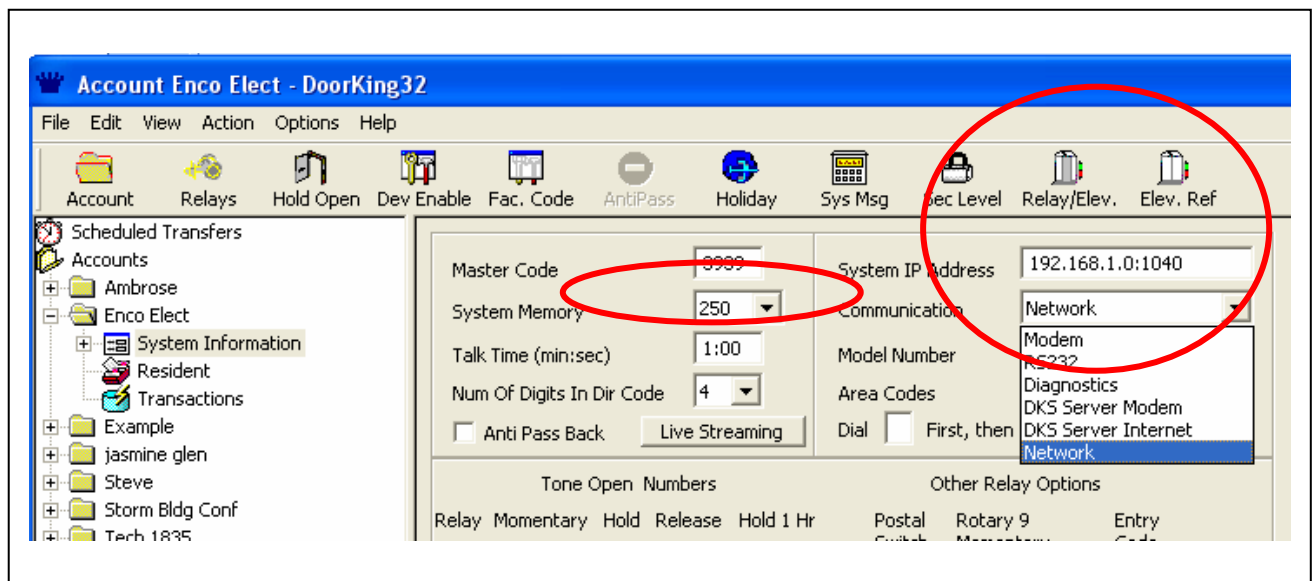 Account Enco Elect - DoorKing32
File Edit View Action Options Help
Account Relays Hold Open Dev Enable Fac. Code AntiPass Holiday Sys Msg Sec Level Relay/Elev. Elev. Ref
Scheduled Transfers
Accounts
Ambrose
Enco Elect
System Information
Resident
Transactions
Example
jasmine glen
Steve
Storm Bldg Conf
Tech 1835
Master Code
System Memory 250
Talk Time (min:sec) 1:00
Num Of Digits In Dir Code 4
Anti Pass Back Live Streaming
System IP Address 192.168.1.0:1040
Communication Network
Model Number
Area Codes
Dial First, then
Modem
RS232
Diagnostics
DKS Server Modem
DKS Server Internet
Network
Tone Open Numbers
Relay Momentary Hold Release Hold 1 Hr
Other Relay Options
Postal Rotary 9 Entry
Switch Momentary Code